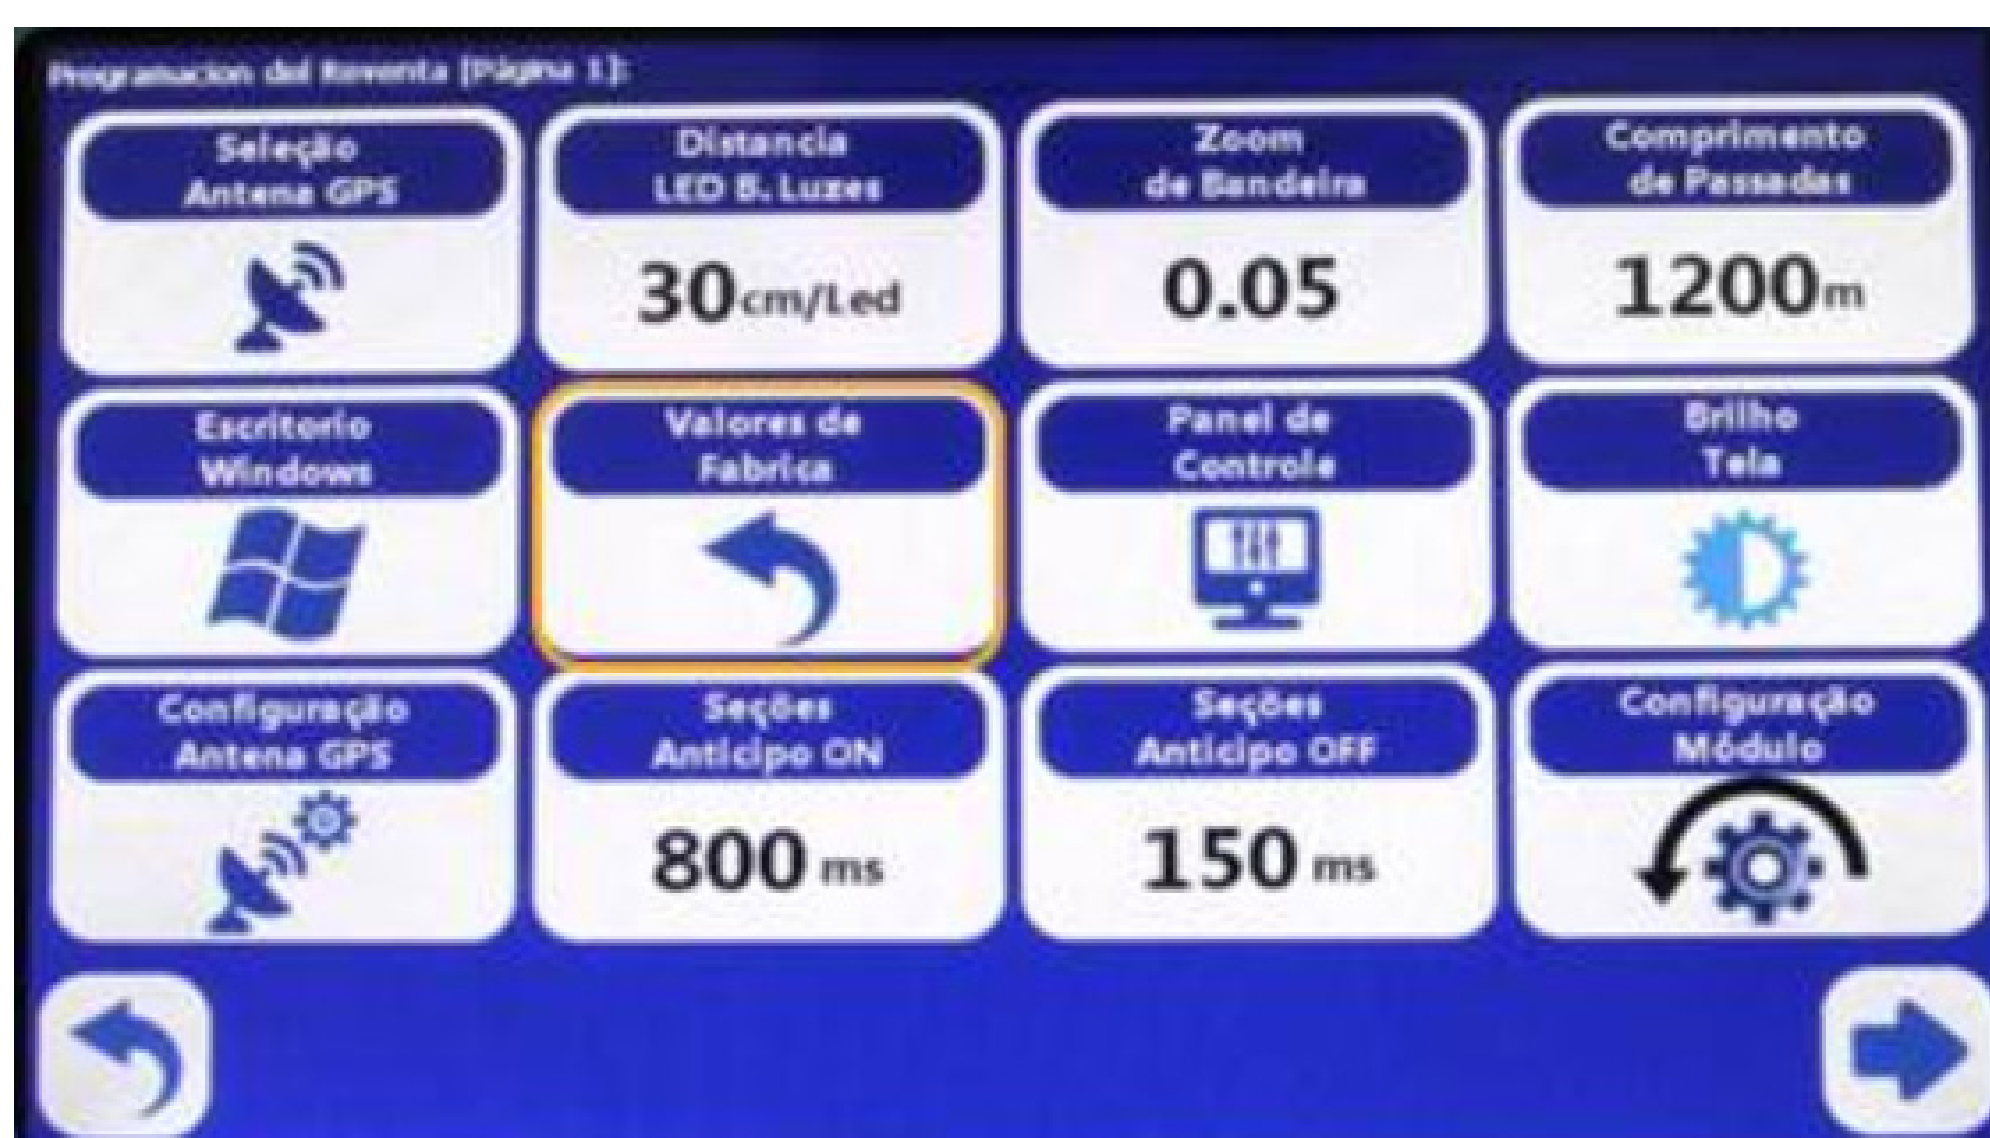 Programacion del Reventa [Página 1]:
Seleção
Antena GPS
Distancia
LED B. Luzes
30cm/Led
Zoom
de Bandeira
0.05
Comprimento
de Passadas
1200m
Escritorio
Windows
Valores de
Fabrica
Panel de
Controle
Brilho
Tela
Configuração
Antena GPS
Seções
Anticipo ON
800 ms
Seções
Anticipo OFF
150 ms
Configuração
Módulo